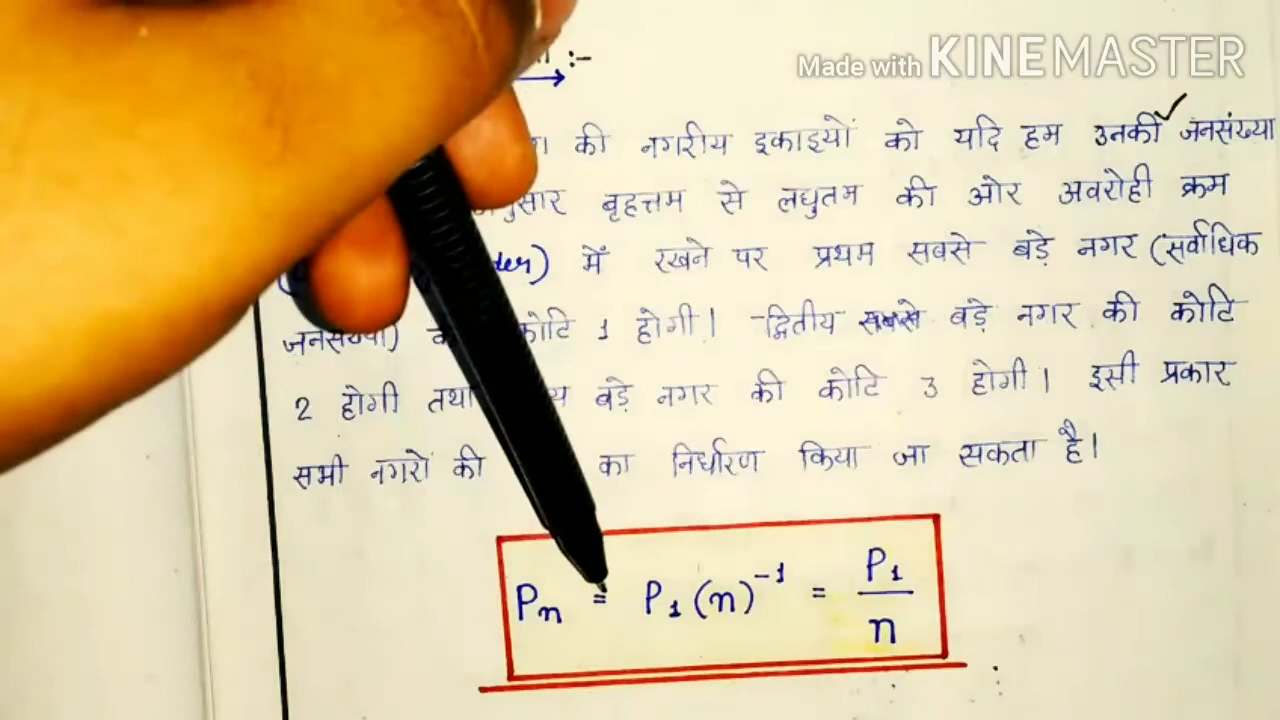 Made with KINEMASTER
:-
की नगरीय इकाइयों को यदि हम उनकी जनसंख्या
बृहत्तम से लघुतम की ओर अवरोही क्रम
में रखने पर प्रथम सबसे बड़े नगर (सर्वाधिक
जनसंख्या) कोटि 1 होगी। द्वितीय सबसे बड़े नगर की कोटि
2 होगी तथा बड़े नगर की कोटि 3 होगी। इसी प्रकार
सभी नगरों की का निर्धारण किया जा सकता है।
Pn = P1 (n)⁻¹ = P1/n